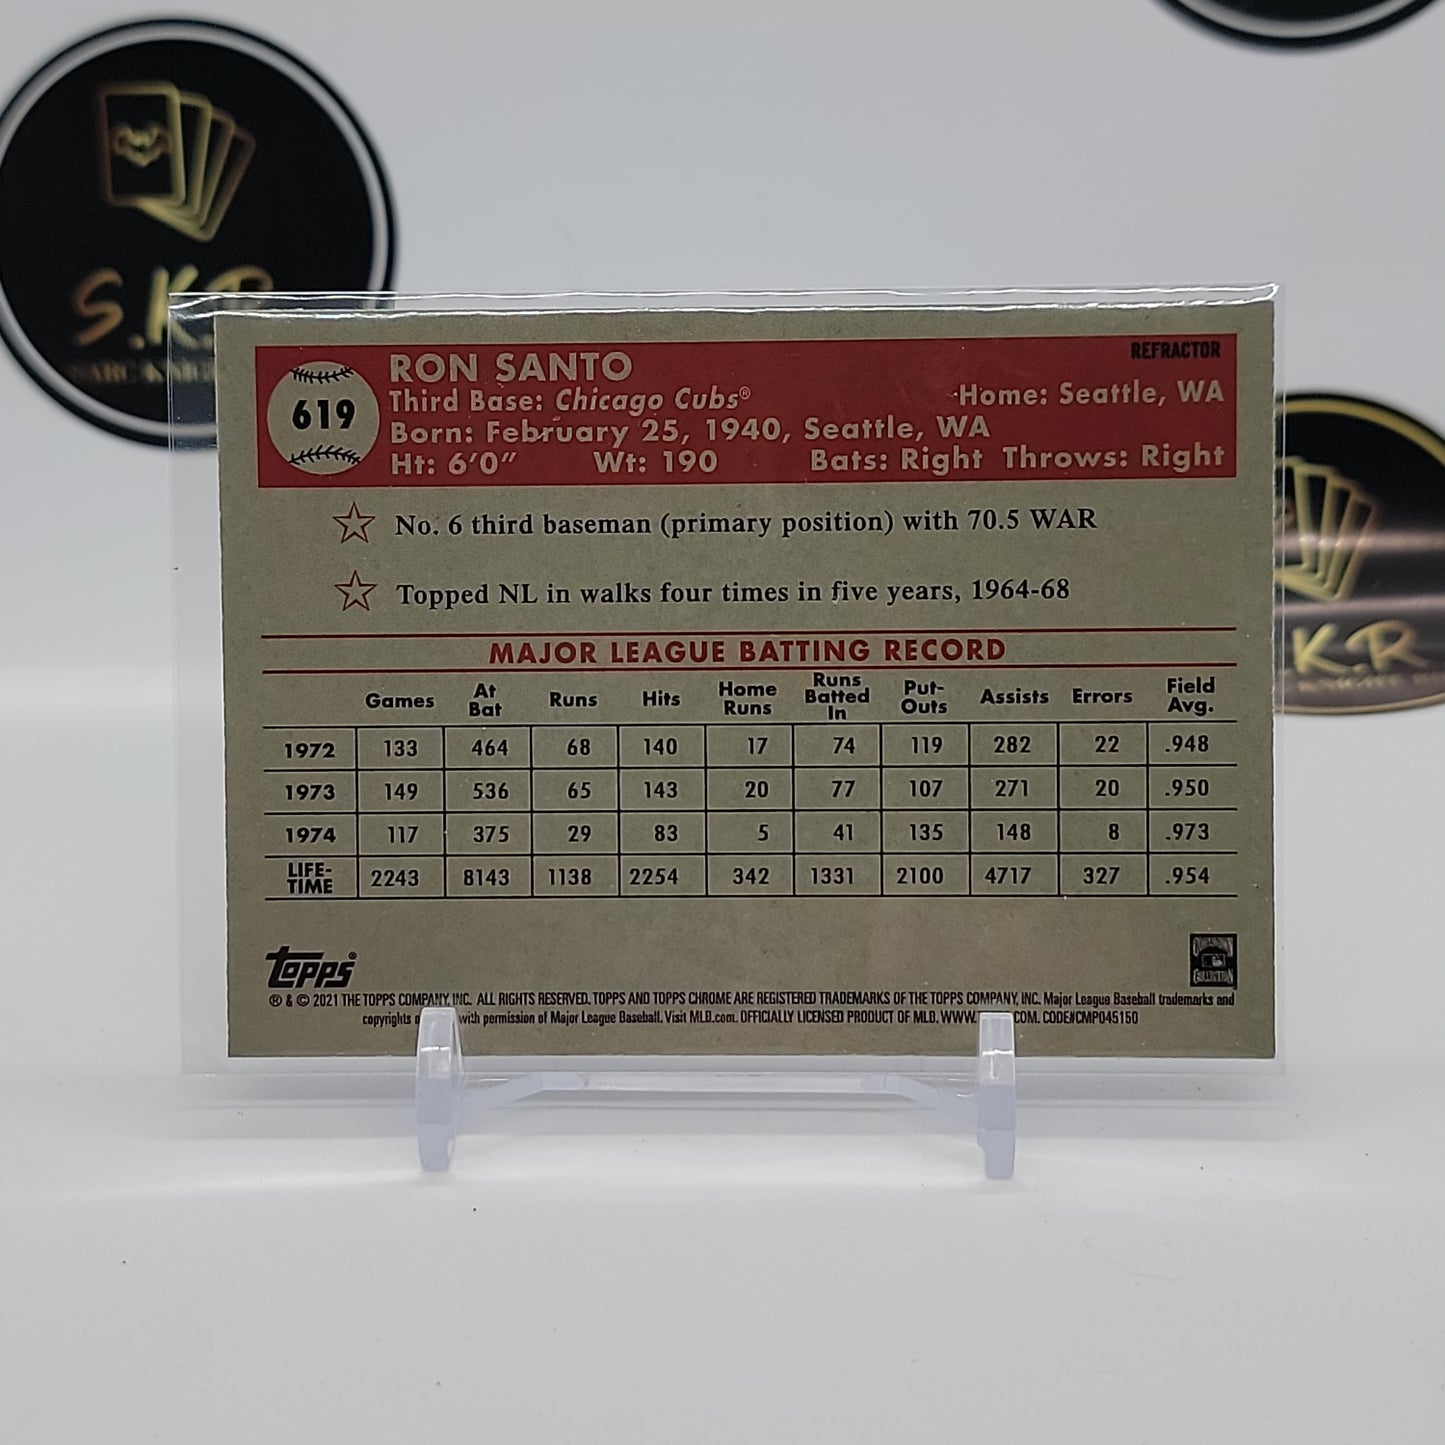 S.K.R
REFRACTOR
RON SANTO
619
Third Base: Chicago Cubs®
Home: Seattle, WA
Born: February 25, 1940, Seattle, WA
Ht: 6'0" Wt: 190 Bats: Right Throws: Right
No. 6 third baseman (primary position) with 70.5 WAR
Topped NL in walks four times in five years, 1964-68
MAJOR LEAGUE BATTING RECORD
Games At Bat Runs Hits Home Runs Runs Batted In Put-Outs Assists Errors Field Avg.
1972 133 464 68 140 17 74 119 282 22 .948
1973 149 536 65 143 20 77 107 271 20 .950
1974 117 375 29 83 5 41 135 148 8 .973
LIFE-TIME 2243 8143 1138 2254 342 1331 2100 4717 327 .954
Topps®
® & © 2021 THE TOPPS COMPANY, INC. ALL RIGHTS RESERVED. TOPPS AND TOPPS CHROME ARE REGISTERED TRADEMARKS OF THE TOPPS COMPANY, INC. Major League Baseball trademarks and
copyrights with permission of Major League Baseball. Visit MLB.com. OFFICIALLY LICENSED PRODUCT OF MLB. WWW. .COM. CODE#CMP045150
K.R